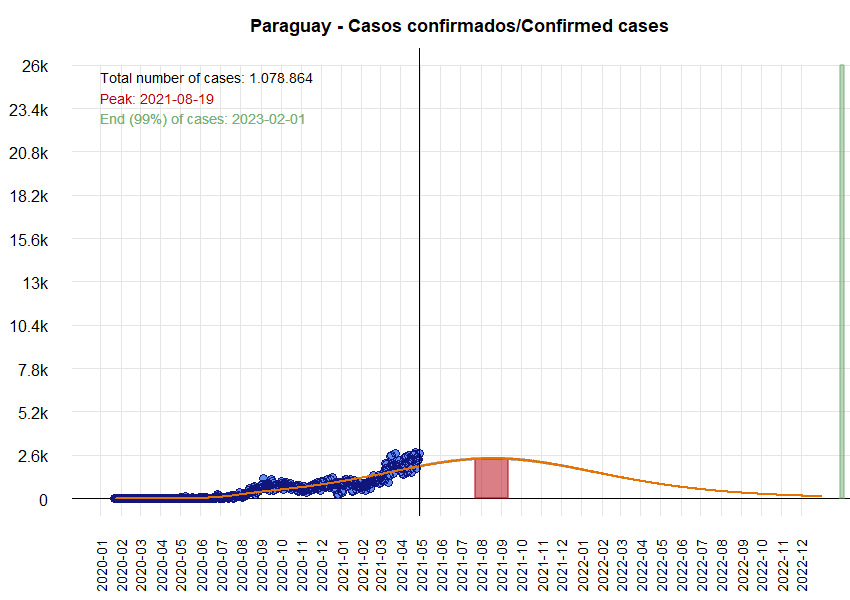 Paraguay - Casos confirmados/Confirmed cases
Total number of cases: 1.078.864
Peak: 2021-08-19
End (99%) of cases: 2023-02-01
26k
23.4k
20.8k
18.2k
15.6k
13k
10.4k
7.8k
5.2k
2.6k
0
2020-01
2020-02
2020-03
2020-04
2020-05
2020-06
2020-07
2020-08
2020-09
2020-10
2020-11
2020-12
2021-01
2021-02
2021-03
2021-04
2021-05
2021-06
2021-07
2021-08
2021-09
2021-10
2021-11
2021-12
2022-01
2022-02
2022-03
2022-04
2022-05
2022-06
2022-07
2022-08
2022-09
2022-10
2022-11
2022-12